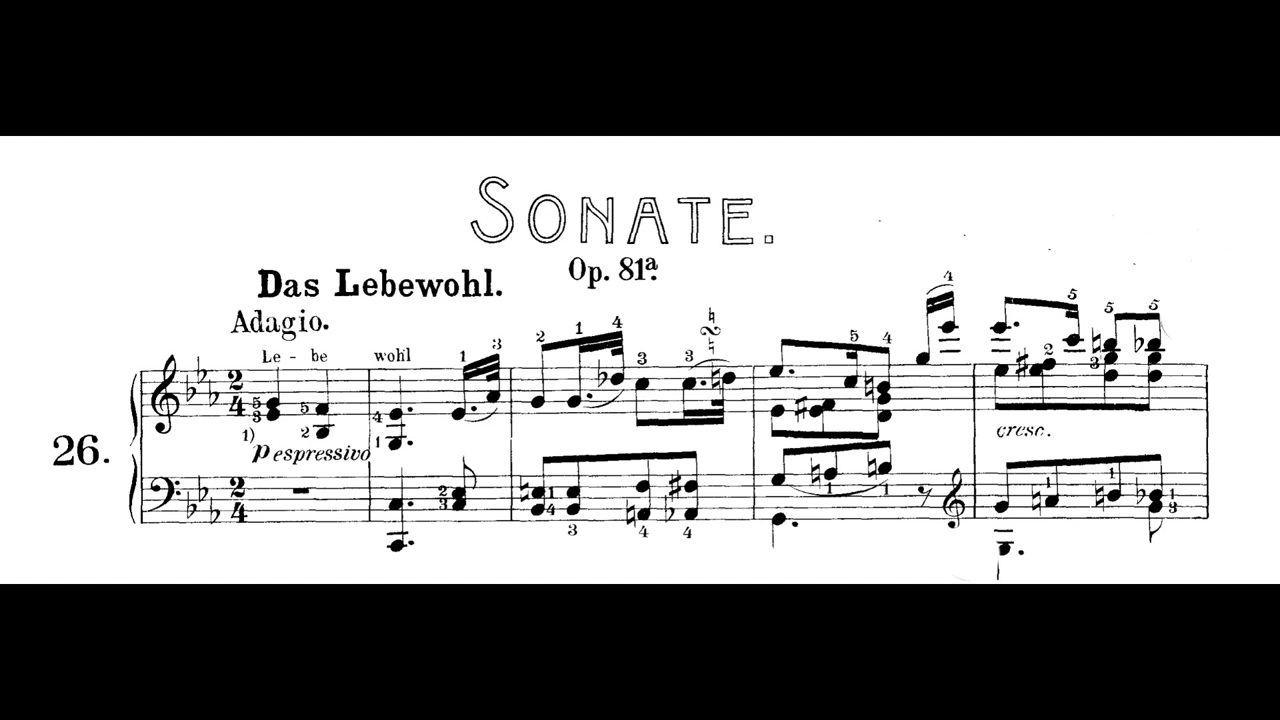 SONATE.
Op. 81ª.
Das Lebewohl.
Adagio.
Le - be wohl
26.
1)
p espressivo
cresc.